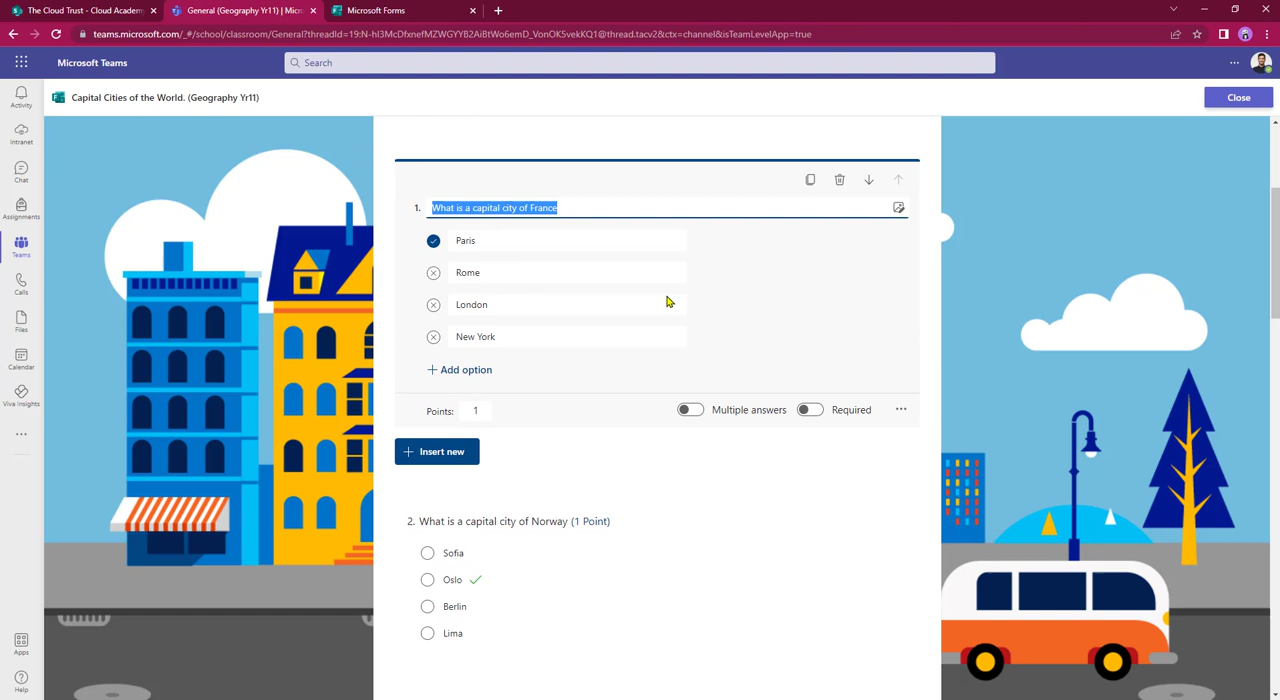 The Cloud Trust - Cloud Academy
General (Geography Yr11) | Micro
Microsoft Forms
teams.microsoft.com/_#/school/classroom/General?threadId=19:N-hI3McDfxnefMZWGYYB2AiBtWo6emD_VonOK5vekKQ1@thread.tacv2&ctx=channel&isTeamLevelApp=true
Microsoft Teams
Search
Capital Cities of the World. (Geography Yr11)
Close
Activity
Intranet
Chat
Assignments
Teams
Calls
Files
Calendar
Viva Insights
Apps
Help
1. What is a capital city of France
Paris
Rome
London
New York
Add option
Points: 1
Multiple answers
Required
Insert new
2. What is a capital city of Norway (1 Point)
Sofia
Oslo
Berlin
Lima